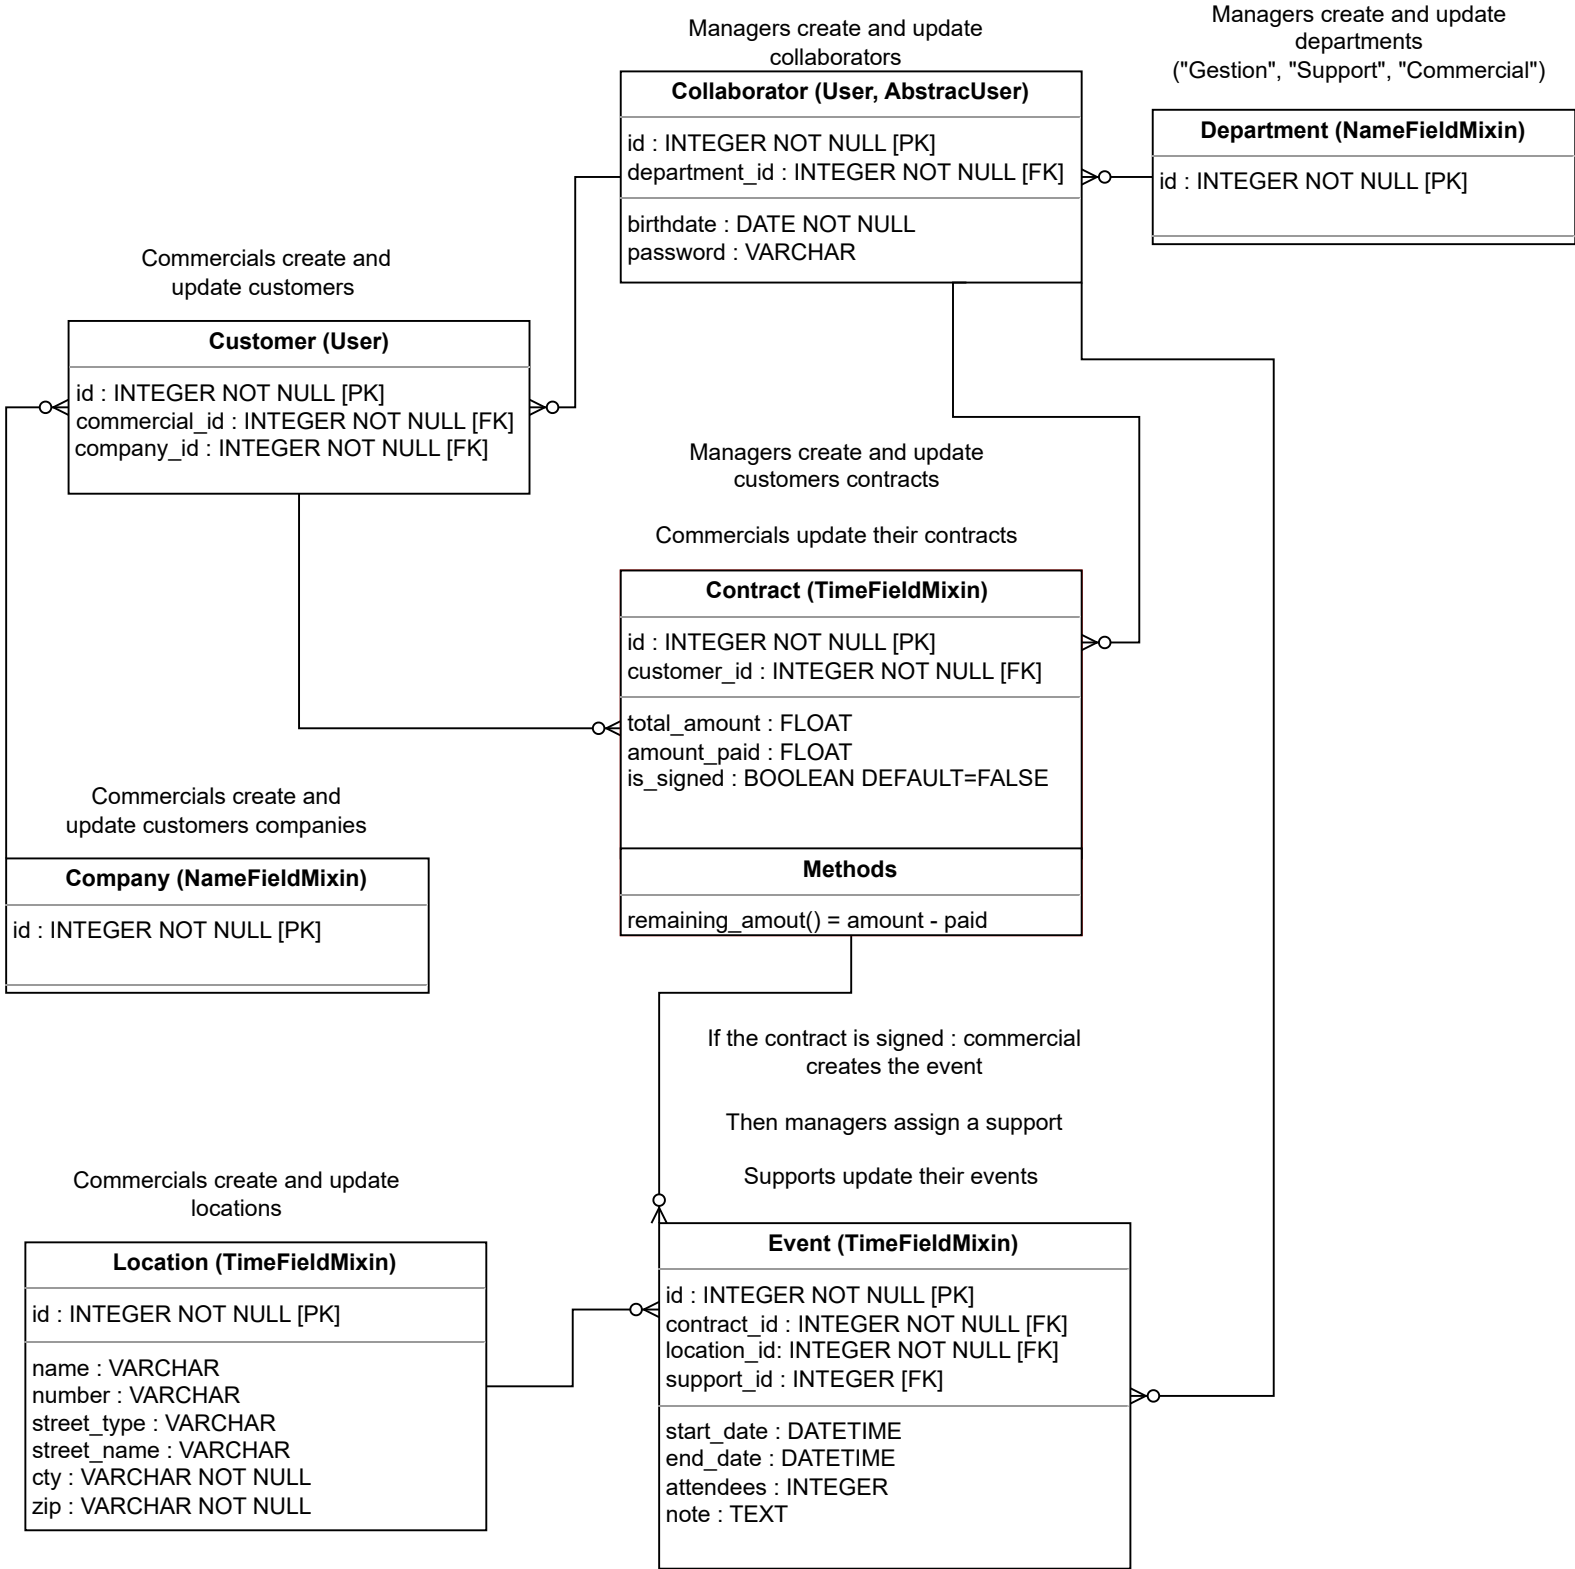 Managers create and update
collaborators
Managers create and update
departments
("Gestion", "Support", "Commercial")
Collaborator (User, AbstracUser)
id : INTEGER NOT NULL [PK]
department_id : INTEGER NOT NULL [FK]
birthdate : DATE NOT NULL
password : VARCHAR
Department (NameFieldMixin)
id : INTEGER NOT NULL [PK]
Commercials create and
update customers
Customer (User)
id : INTEGER NOT NULL [PK]
commercial_id : INTEGER NOT NULL [FK]
company_id : INTEGER NOT NULL [FK]
Managers create and update
customers contracts
Commercials update their contracts
Contract (TimeFieldMixin)
id : INTEGER NOT NULL [PK]
customer_id : INTEGER NOT NULL [FK]
total_amount : FLOAT
amount_paid : FLOAT
is_signed : BOOLEAN DEFAULT=FALSE
Methods
remaining_amout() = amount - paid
Commercials create and
update customers companies
Company (NameFieldMixin)
id : INTEGER NOT NULL [PK]
If the contract is signed : commercial
creates the event
Then managers assign a support
Supports update their events
Commercials create and update
locations
Location (TimeFieldMixin)
id : INTEGER NOT NULL [PK]
name : VARCHAR
number : VARCHAR
street_type : VARCHAR
street_name : VARCHAR
cty : VARCHAR NOT NULL
zip : VARCHAR NOT NULL
Event (TimeFieldMixin)
id : INTEGER NOT NULL [PK]
contract_id : INTEGER NOT NULL [FK]
location_id: INTEGER NOT NULL [FK]
support_id : INTEGER [FK]
start_date : DATETIME
end_date : DATETIME
attendees : INTEGER
note : TEXT